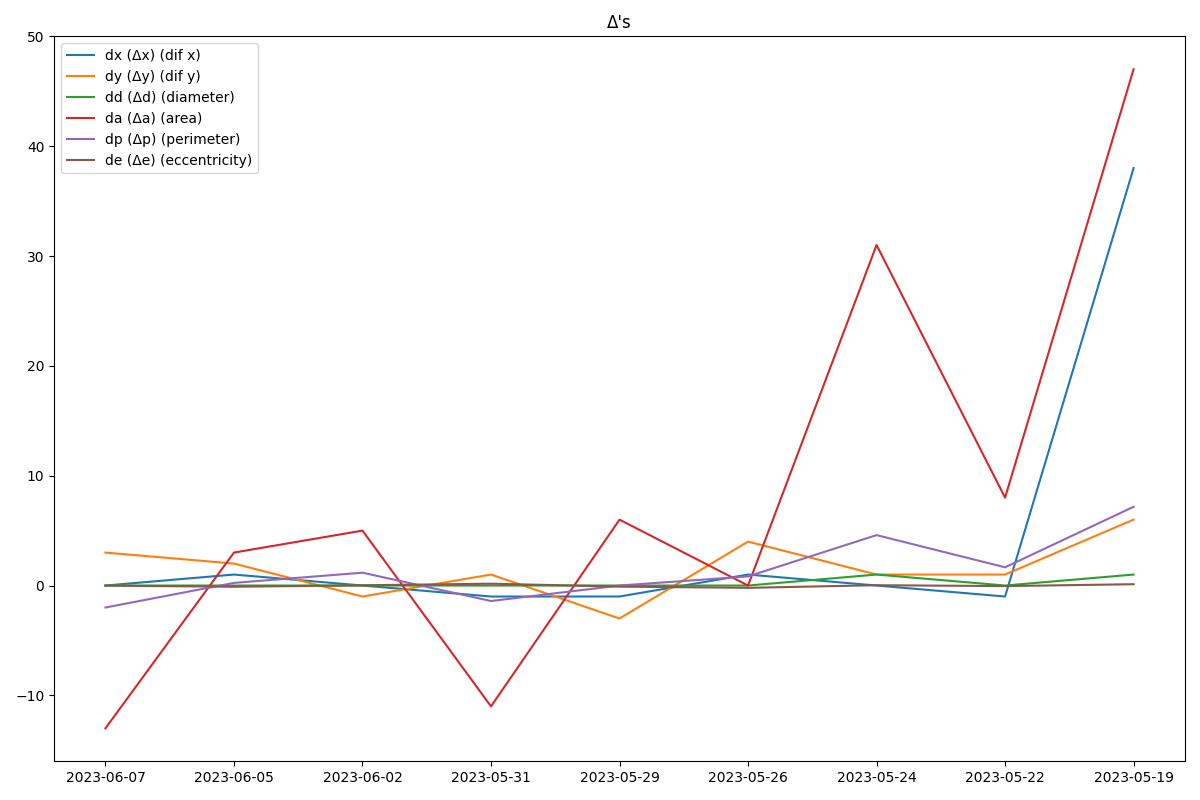 Δ's
dx (Δx) (dif x)
dy (Δy) (dif y)
dd (Δd) (diameter)
da (Δa) (area)
dp (Δp) (perimeter)
de (Δe) (eccentricity)
50
40
30
20
10
0
−10
2023-06-07 2023-06-05 2023-06-02 2023-05-31 2023-05-29 2023-05-26 2023-05-24 2023-05-22 2023-05-19